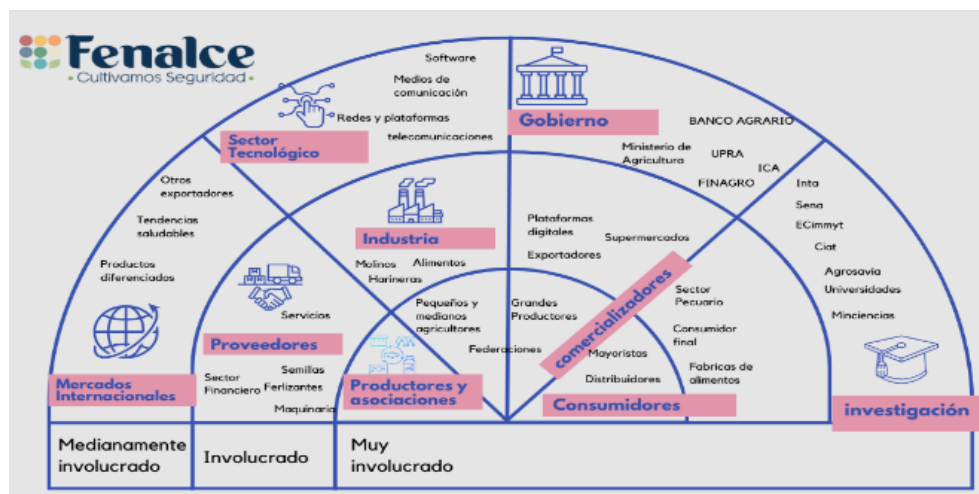 Fenalce
• Cultivamos Seguridad •
Software
Medios de
comunicación
Redes y plataformas
telecomunicaciones
Sector
Tecnológico
Gobierno
BANCO AGRARIO
Ministerio de
Agricultura
UPRA
ICA
FINAGRO
Otros
exportadores
Tendencias
saludables
Productos
diferenciados
Mercados
Internacionales
Industria
Molinos
Alimentos
Harineras
Plataformas
digitales
Supermercados
Exportadores
Inta
Sena
ECimmyt
Ciat
Agrosavia
Universidades
Minciencias
investigación
Servicios
Proveedores
Semillas
Sector
Financiero
Ferlizantes
Maquinaria
Pequeños y
medianos
agricultores
Grandes
Productores
Federaciones
Productores y
asociaciones
comercializadores
Sector
Pecuario
Consumidor
final
Mayoristas
Distribuidores
Fabricas de
alimentos
Consumidores
Medianamente
involucrado
Involucrado
Muy
involucrado